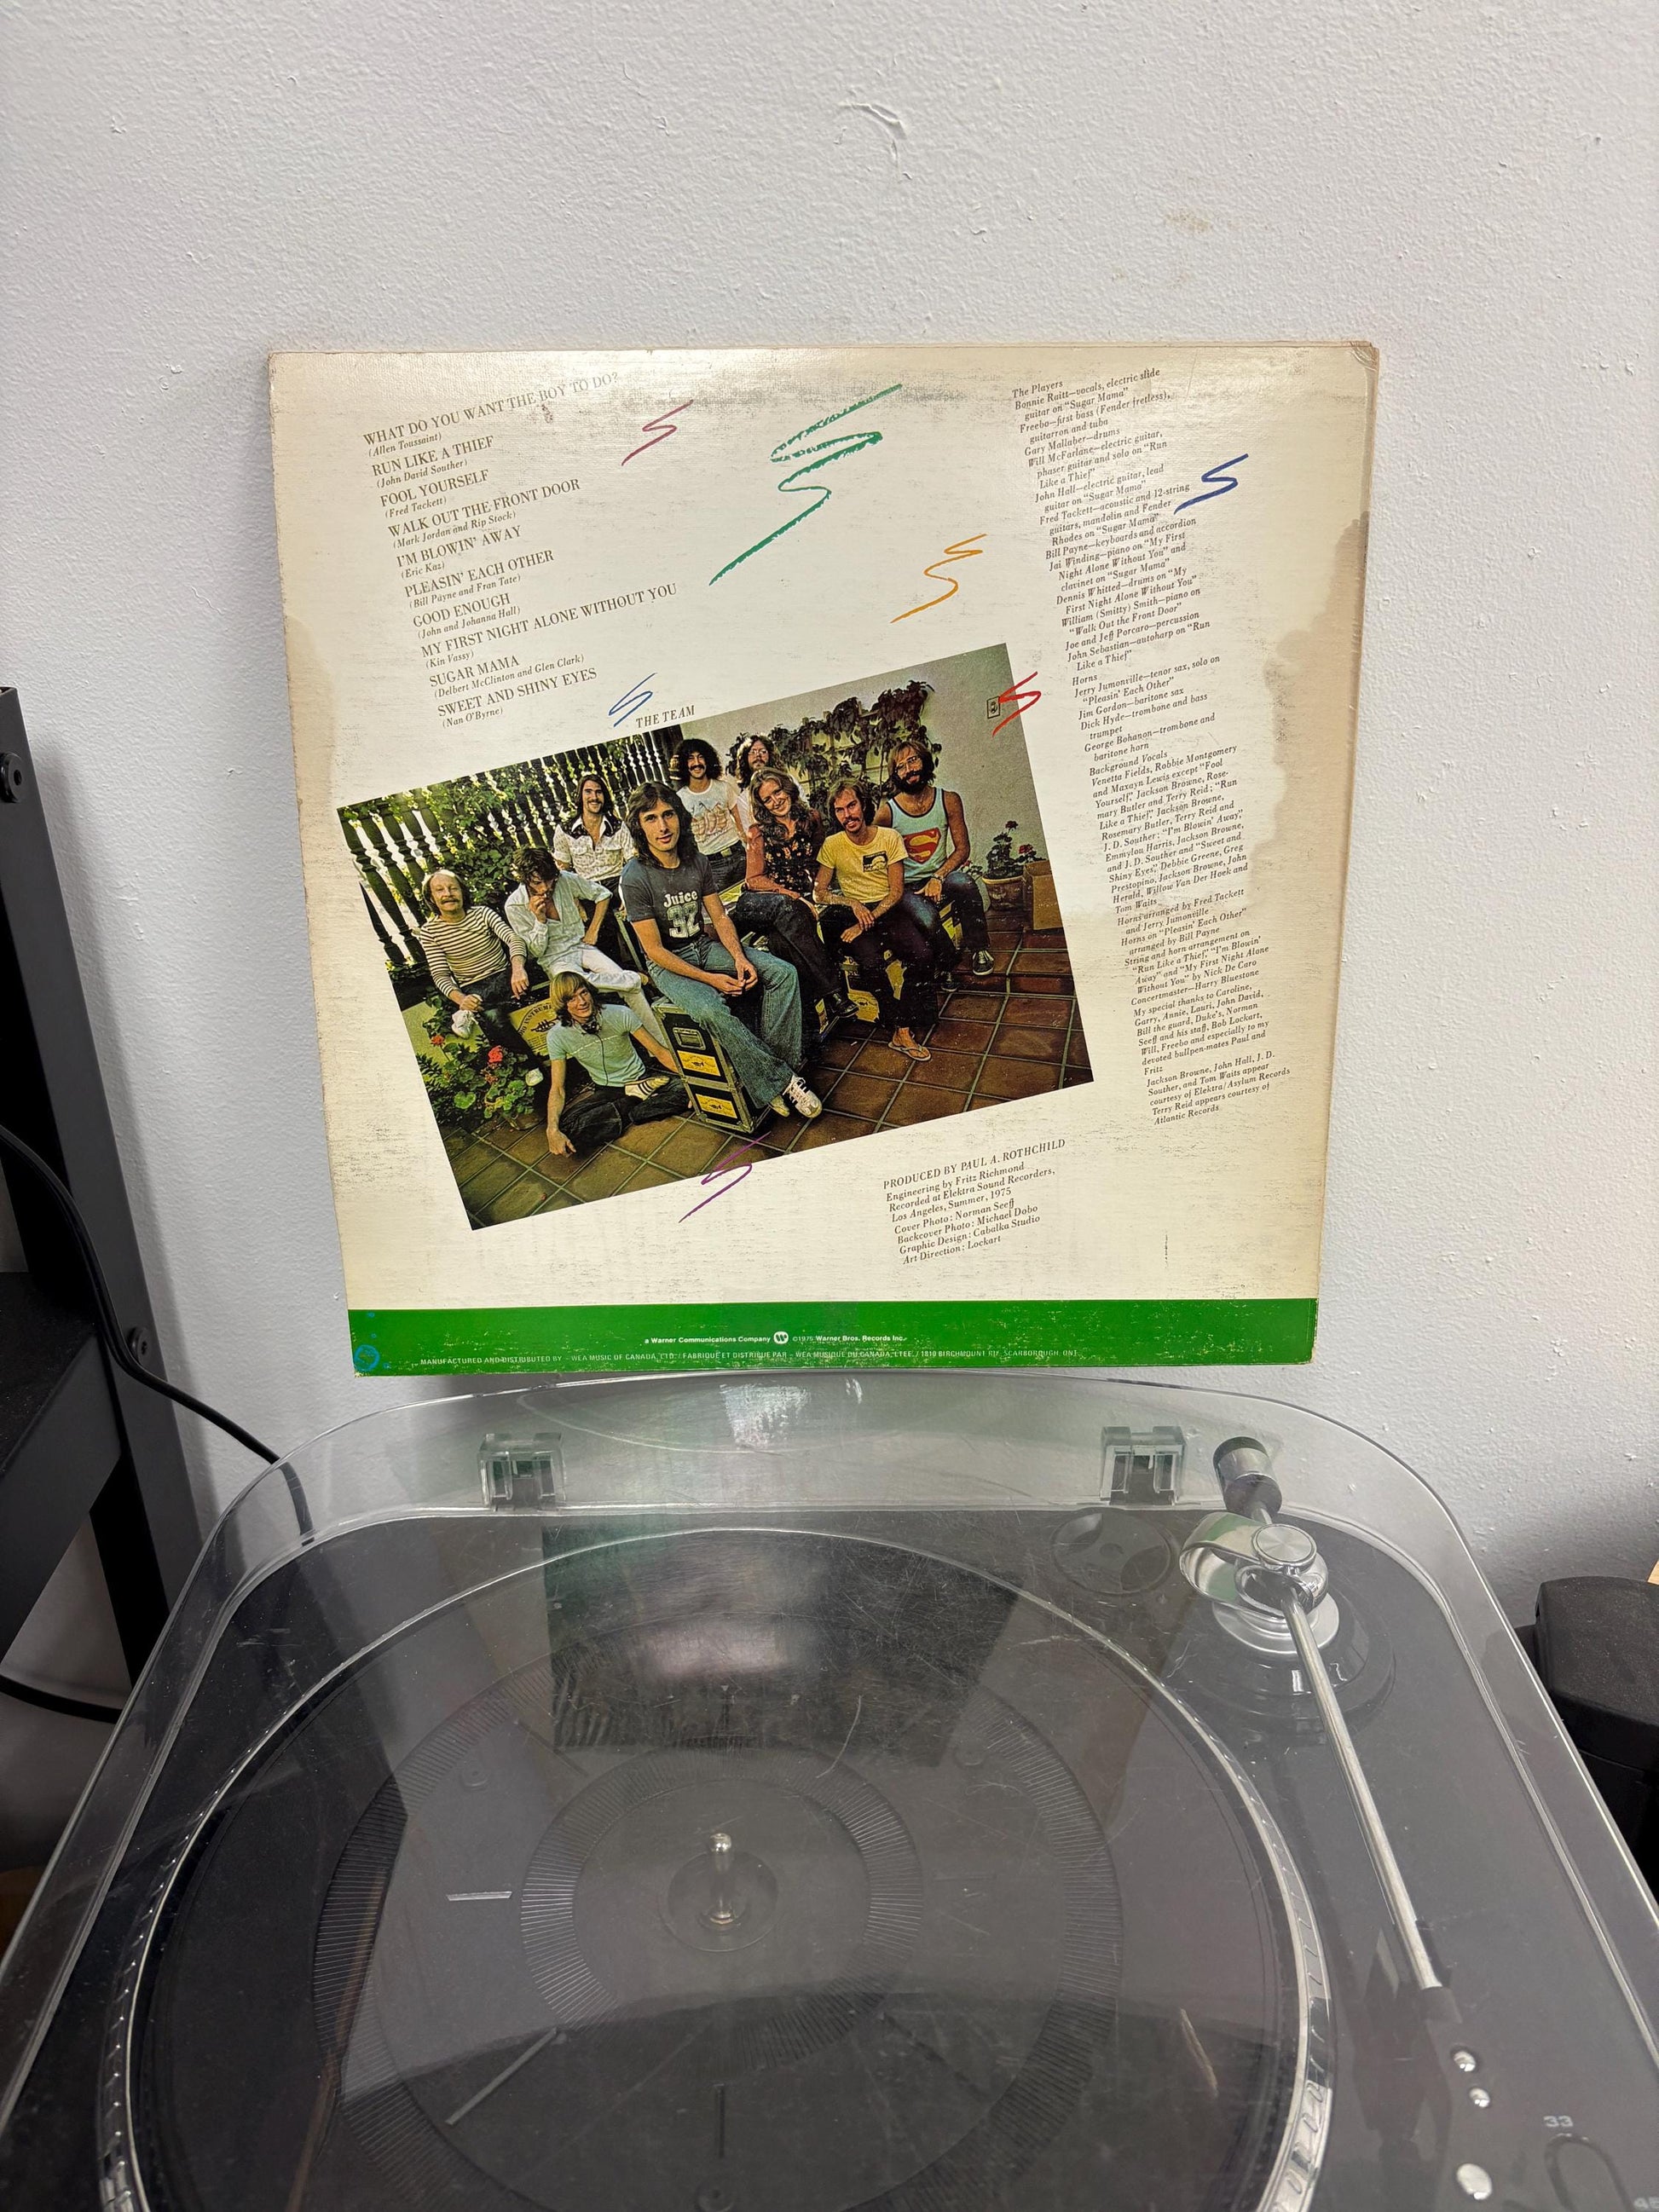 WHAT DO YOU WANT THE BOY TO DO?
(Allen Toussaint)
RUN LIKE A THIEF
(John David Souther)
FOOL YOURSELF
(Fred Tackett)
WALK OUT THE FRONT DOOR
(Mark Jordan and Rip Stock)
I'M BLOWIN' AWAY
(Eric Kaz)
PLEASIN' EACH OTHER
(Bill Payne and Fran Tate)
GOOD ENOUGH
(John and Johanna Hall)
MY FIRST NIGHT ALONE WITHOUT YOU
(Kin Vassy)
SUGAR MAMA
(Delbert McClinton and Glen Clark)
SWEET AND SHINY EYES
(Nan O'Byrne)
THE TEAM
Juice
32
The Players
Bonnie Raitt—vocals, electric slide
guitar on "Sugar Mama"
Freebo—first bass (Fender fretless),
guitarron and tuba
Gary Mallaber—drums
Will McFarlane—electric guitar,
phaser guitar and solo on "Run
Like a Thief"
John Hall—electric guitar, lead
guitar on "Sugar Mama"
Fred Tackett—acoustic and 12-string
guitars, mandolin and Fender
Rhodes on "Sugar Mama"
Bill Payne—keyboards and accordion
Jai Winding—piano on "My First
Night Alone Without You" and
clavinet on "Sugar Mama"
Dennis Whitted—drums on "My
First Night Alone Without You"
William (Smitty) Smith—piano on
"Walk Out the Front Door"
Joe and Jeff Porcaro—percussion
John Sebastian—autoharp on "Run
Like a Thief"
Horns
Jerry Jumonville—tenor sax, solo on
"Pleasin' Each Other"
Jim Gordon—baritone sax
Dick Hyde—trombone and bass
trumpet
George Bohanon—trombone and
baritone horn
Background Vocals
Venetta Fields, Robbie Montgomery
and Maxayn Lewis except "Fool
Yourself," Jackson Browne, Rose-
mary Butler and Terry Reid; "Run
Like a Thief," Jackson Browne,
Rosemary Butler, Terry Reid and
J. D. Souther; "I'm Blowin' Away,"
Emmylou Harris, Jackson Browne,
and J. D. Souther and "Sweet and
Shiny Eyes," Debbie Greene, Greg
Prestopino, Jackson Browne, John
Herald, Willow Van Der Hoek and
Tom Waits
Horns arranged by Fred Tackett
and Jerry Jumonville
Horns on "Pleasin' Each Other"
arranged by Bill Payne
String and horn arrangement on
"Run Like a Thief," "I'm Blowin'
Away" and "My First Night Alone
Without You" by Nick De Caro
Concertmaster—Harry Bluestone
My special thanks to Caroline,
Garry, Annie, Lauri, John David,
Bill the guard, Duke's, Norman
Seeff and his staff, Bob Lockart,
Will, Freebo and especially to my
devoted bullpen-mates Paul and
Fritz
Jackson Browne, John Hall, J. D.
Souther, and Tom Waits appear
courtesy of Elektra/Asylum Records
Terry Reid appears courtesy of
Atlantic Records
PRODUCED BY PAUL A. ROTHCHILD
Engineering by Fritz Richmond
Recorded at Elektra Sound Recorders,
Los Angeles, Summer, 1975
Cover Photo: Norman Seeff
Backcover Photo: Michael Dobo
Graphic Design: Cabalka Studio
Art Direction: Lockart
a Warner Communications Company W ©1975 Warner Bros. Records Inc.
MANUFACTURED AND DISTRIBUTED BY - WEA MUSIC OF CANADA, LTD. / FABRIQUÉ ET DISTRIBUÉ PAR - WEA MUSIQUE DU CANADA, LTEE. / 1810 BIRCHMOUNT RD. SCARBOROUGH, ONT.
33
45